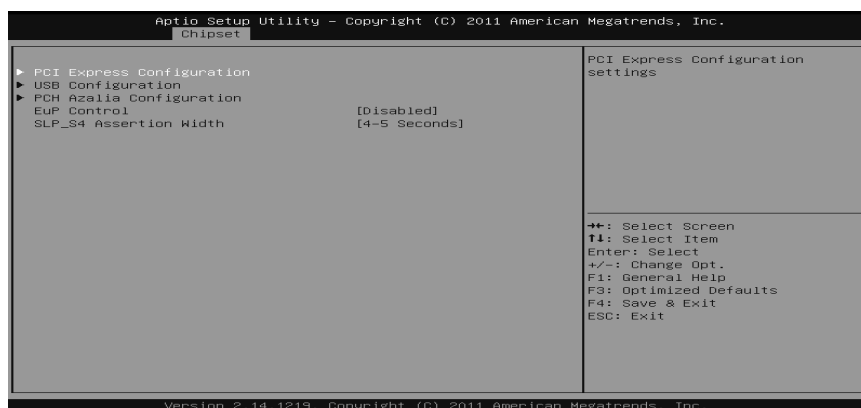 Aptio Setup Utility – Copyright (C) 2011 American Megatrends, Inc.
Chipset
► PCI Express Configuration
► USB Configuration
► PCH Azalia Configuration
EuP Control [Disabled]
SLP_S4 Assertion Width [4-5 Seconds]
PCI Express Configuration
settings
→←: Select Screen
↑↓: Select Item
Enter: Select
+/-: Change Opt.
F1: General Help
F3: Optimized Defaults
F4: Save & Exit
ESC: Exit
Version 2.14.1219. Copyright (C) 2011 American Megatrends, Inc.